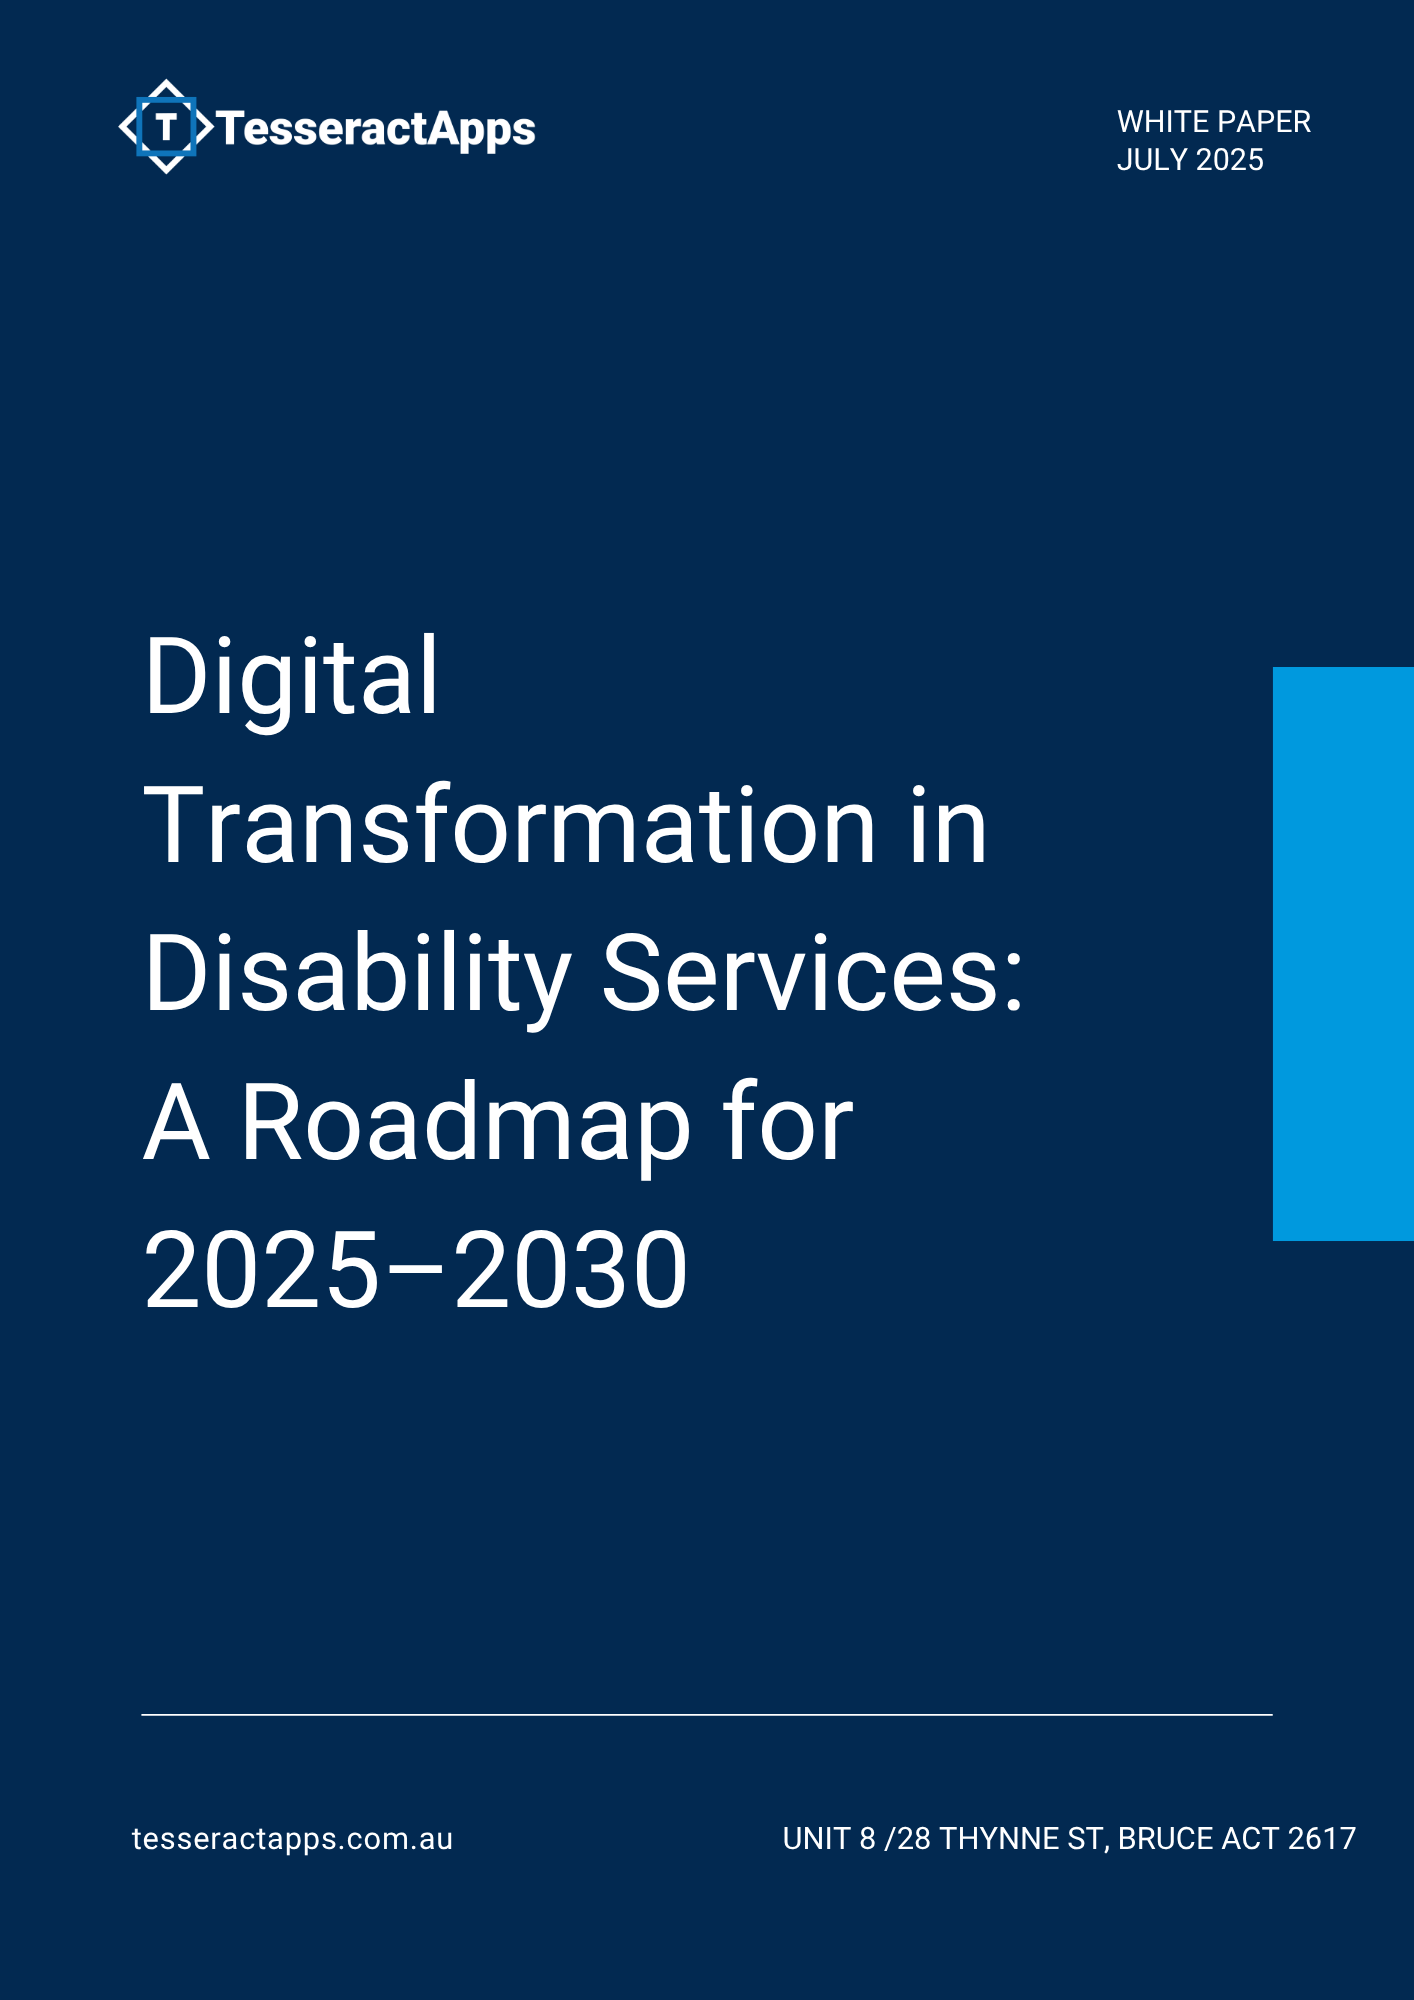 T TesseractApps
WHITE PAPER
JULY 2025
Digital
Transformation in
Disability Services:
A Roadmap for
2025–2030
tesseractapps.com.au
UNIT 8 /28 THYNNE ST, BRUCE ACT 2617